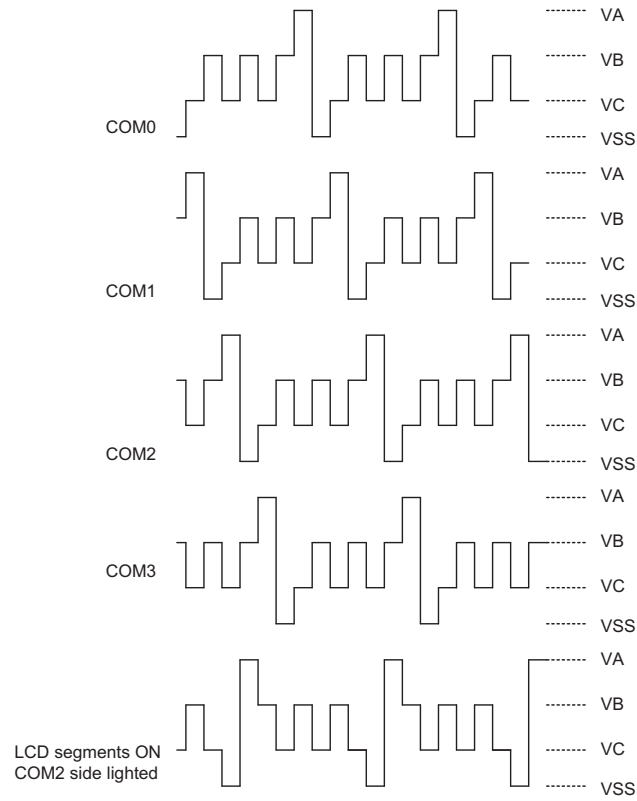 VA
VB
VC
COM0
VSS
VA
VB
VC
COM1
VSS
VA
VB
VC
COM2
VSS
VA
VB
COM3
VC
VSS
VA
VB
LCD segments ON
VC
COM2 side lighted
VSS